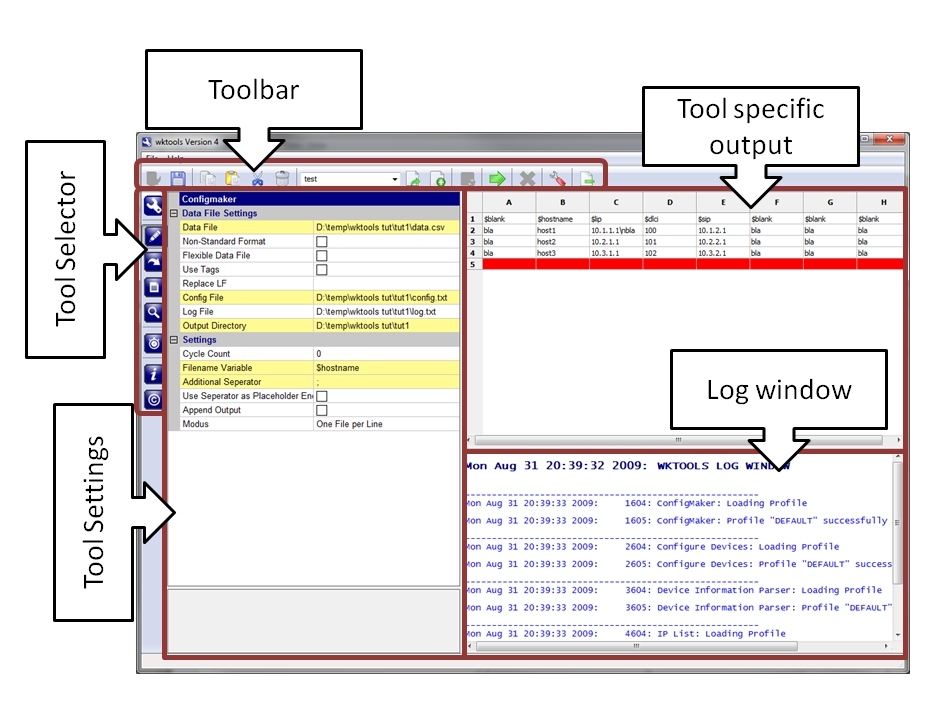 Toolbar
Tool specific
output
Tool Selector
Tool Settings
Log window
wktools Version 4
test
Configmaker
Data File Settings
Data File D:\temp\wktools tut\tut1\data.csv
Non-Standard Format
Flexible Data File
Use Tags
Replace LF
Config File D:\temp\wktools tut\tut1\config.txt
Log File D:\temp\wktools tut\tut1\log.txt
Output Directory D:\temp\wktools tut\tut1
Settings
Cycle Count 0
Filename Variable $hostname
Additional Seperator ;
Use Seperator as Placeholder En
Append Output
Modus One File per Line
A B C D E F G H
1 $blank $hostname $ip $dlci $sip $blank $blank $blank
2 bla host1 10.1.1.1\nbla 100 10.1.2.1 bla bla bla
3 bla host2 10.2.1.1 101 10.2.2.1 bla bla bla
4 bla host3 10.3.1.1 102 10.3.2.1 bla bla bla
5
Mon Aug 31 20:39:32 2009: WKTOOLS LOG WINDOW
Mon Aug 31 20:39:33 2009: 1604: ConfigMaker: Loading Profile
Mon Aug 31 20:39:33 2009: 1605: ConfigMaker: Profile "DEFAULT" successfully
Mon Aug 31 20:39:33 2009: 2604: Configure Devices: Loading Profile
Mon Aug 31 20:39:33 2009: 2605: Configure Devices: Profile "DEFAULT" success
Mon Aug 31 20:39:33 2009: 3604: Device Information Parser: Loading Profile
Mon Aug 31 20:39:33 2009: 3605: Device Information Parser: Profile "DEFAULT"
Mon Aug 31 20:39:33 2009: 4604: IP List: Loading Profile